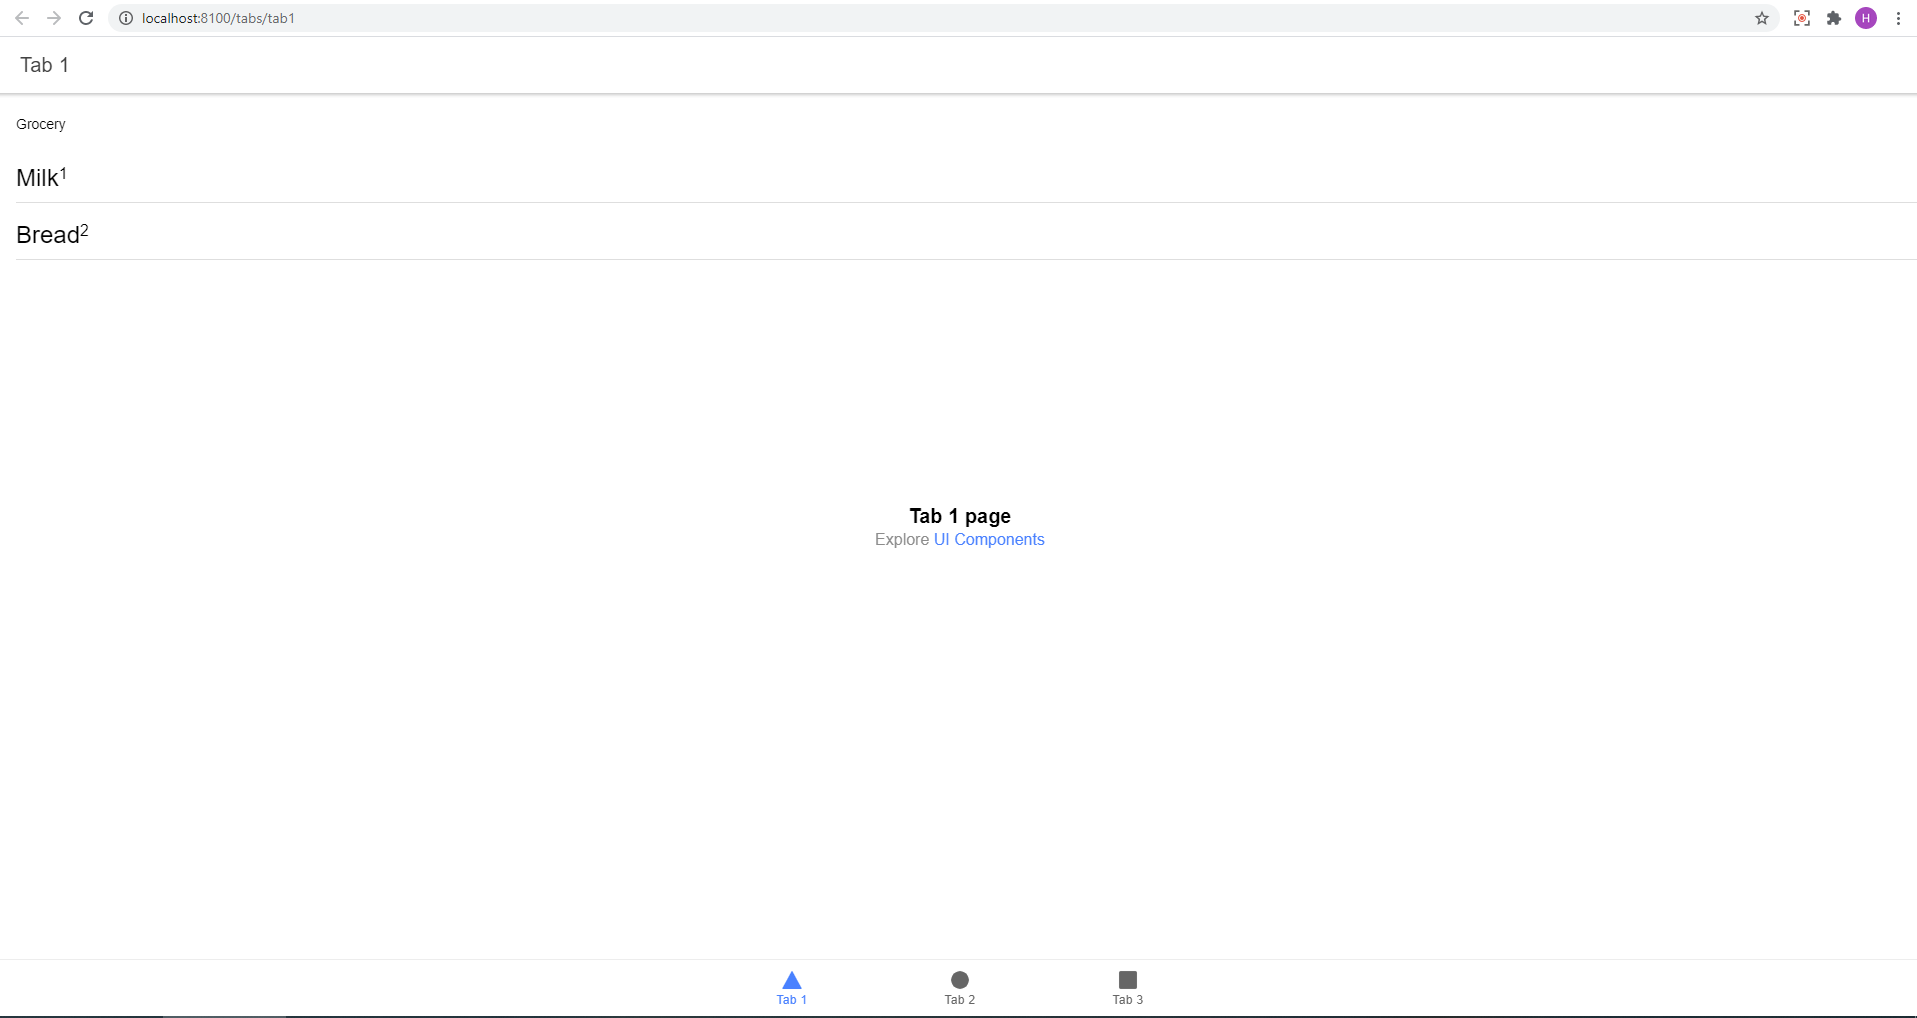 localhost:8100/tabs/tab1
H
Tab 1
Grocery
Milk1
Bread2
Tab 1 page
Explore UI Components
Tab 1 Tab 2 Tab 3